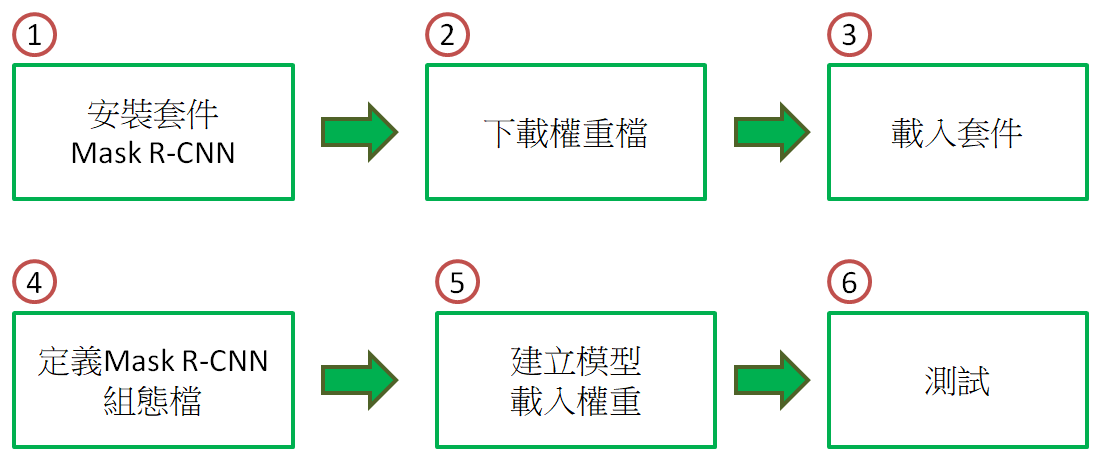 1
安裝套件
Mask R-CNN
2
下載權重檔
3
載入套件
4
定義Mask R-CNN
組態檔
5
建立模型
載入權重
6
測試